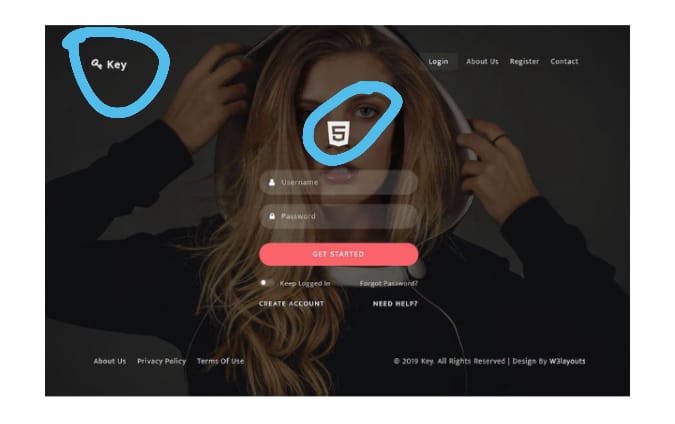 Key
Login About Us Register Contact
5
Username
Password
GET STARTED
Keep Logged In Forgot Password?
CREATE ACCOUNT NEED HELP?
About Us Privacy Policy Terms Of Use © 2019 Key. All Rights Reserved | Design By W3layouts